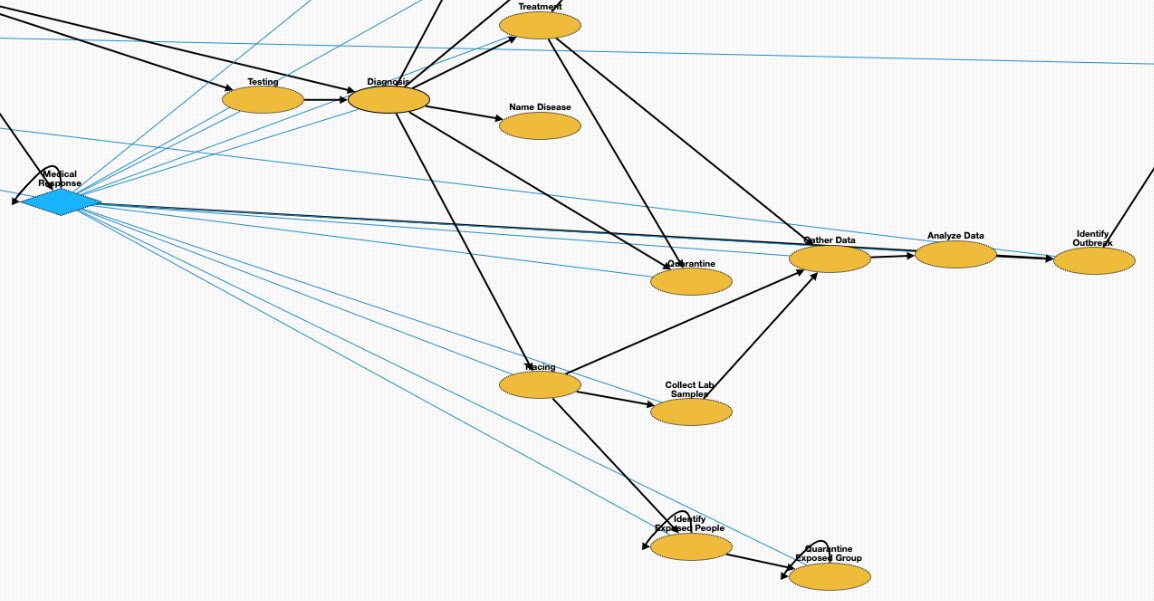 Treatment
Testing
Diagnosis
Name Disease
Medical
Response
Gather Data
Analyze Data
Identify
Outbreak
Quarantine
Tracing
Collect Lab
Samples
Identify
Exposed People
Quarantine
Exposed Group